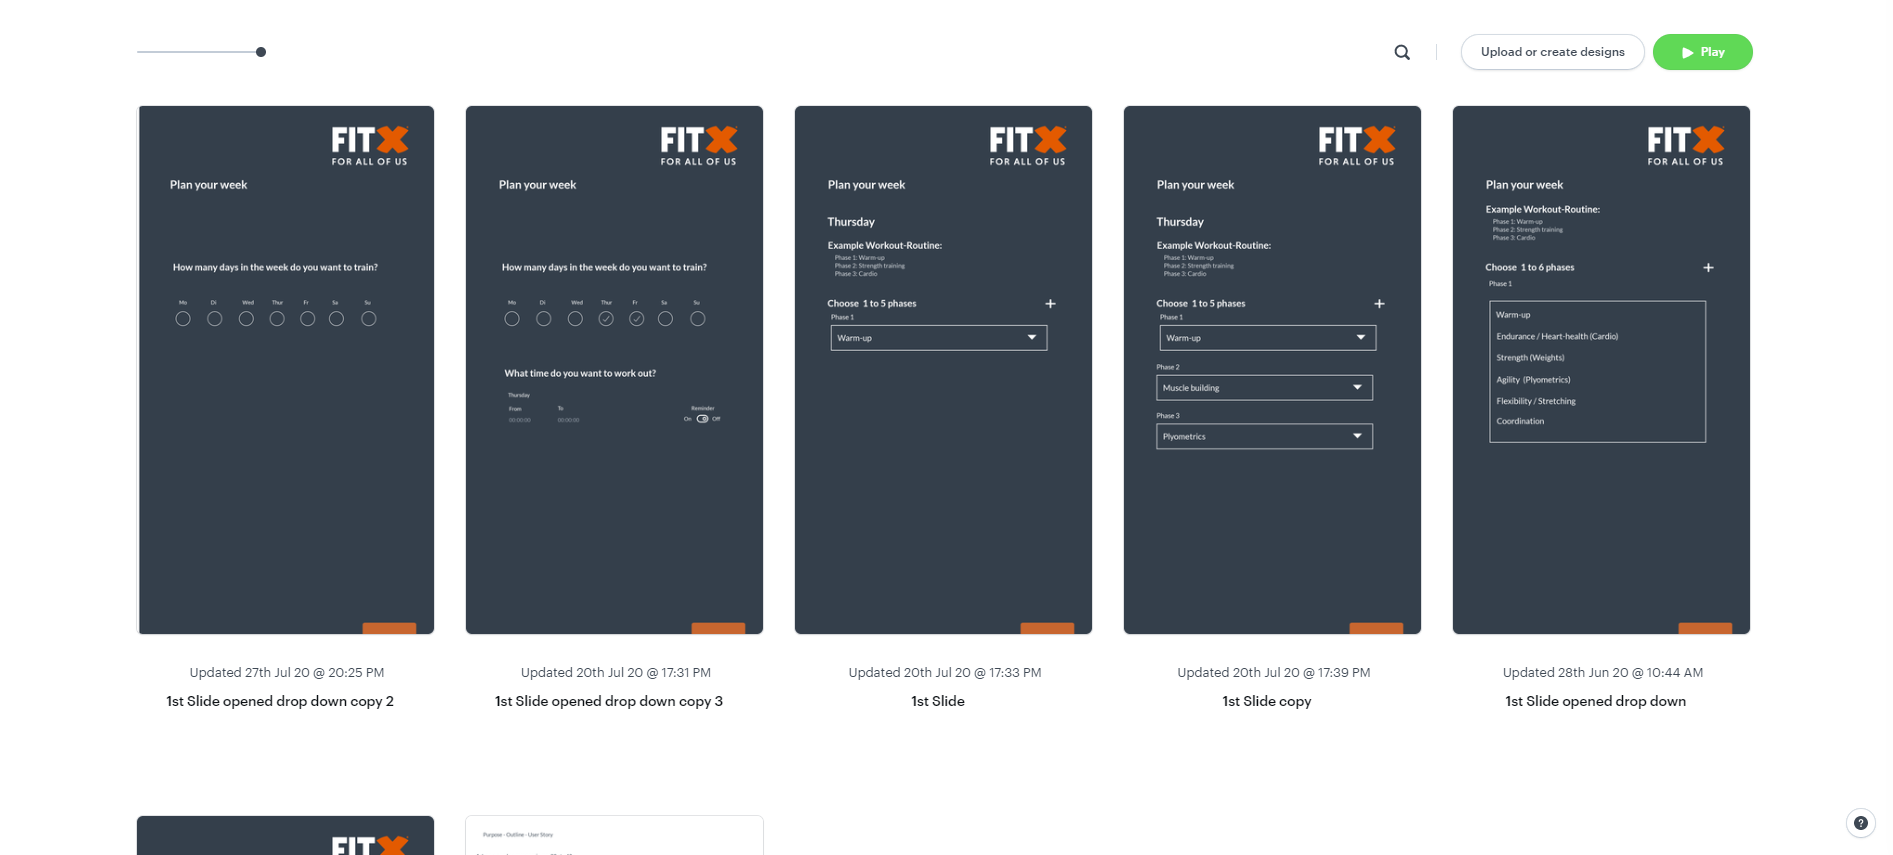 Upload or create designs
Play
FITX
FOR ALL OF US
Plan your week
How many days in the week do you want to train?
Mo Di Wed Thur Fr Sa Su
Updated 27th Jul 20 @ 20:25 PM
1st Slide opened drop down copy 2
FITX
FOR ALL OF US
Plan your week
How many days in the week do you want to train?
Mo Di Wed Thur Fr Sa Su
What time do you want to work out?
Thursday
From To Reminder
00:00:00 00:00:00 On Off
Updated 20th Jul 20 @ 17:31 PM
1st Slide opened drop down copy 3
FITX
FOR ALL OF US
Plan your week
Thursday
Example Workout-Routine:
Phase 1: Warm-up
Phase 2: Strength training
Phase 3: Cardio
Choose 1 to 5 phases +
Phase 1
Warm-up
Updated 20th Jul 20 @ 17:33 PM
1st Slide
FITX
FOR ALL OF US
Plan your week
Thursday
Example Workout-Routine:
Phase 1: Warm-up
Phase 2: Strength training
Phase 3: Cardio
Choose 1 to 5 phases +
Phase 1
Warm-up
Phase 2
Muscle building
Phase 3
Plyometrics
Updated 20th Jul 20 @ 17:39 PM
1st Slide copy
FITX
FOR ALL OF US
Plan your week
Example Workout-Routine:
Phase 1: Warm-up
Phase 2: Strength training
Phase 3: Cardio
Choose 1 to 6 phases +
Phase 1
Warm-up
Endurance / Heart-health (Cardio)
Strength (Weights)
Agility (Plyometrics)
Flexibility / Stretching
Coordination
Updated 28th Jun 20 @ 10:44 AM
1st Slide opened drop down
FITX
Purpose - Outline - User Story
?